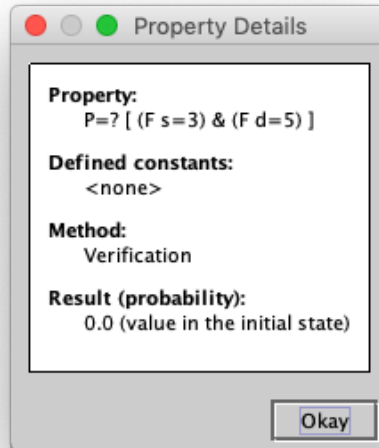 Property Details
Property:
P=? [ (F s=3) & (F d=5) ]
Defined constants:
<none>
Method:
Verification
Result (probability):
0.0 (value in the initial state)
Okay